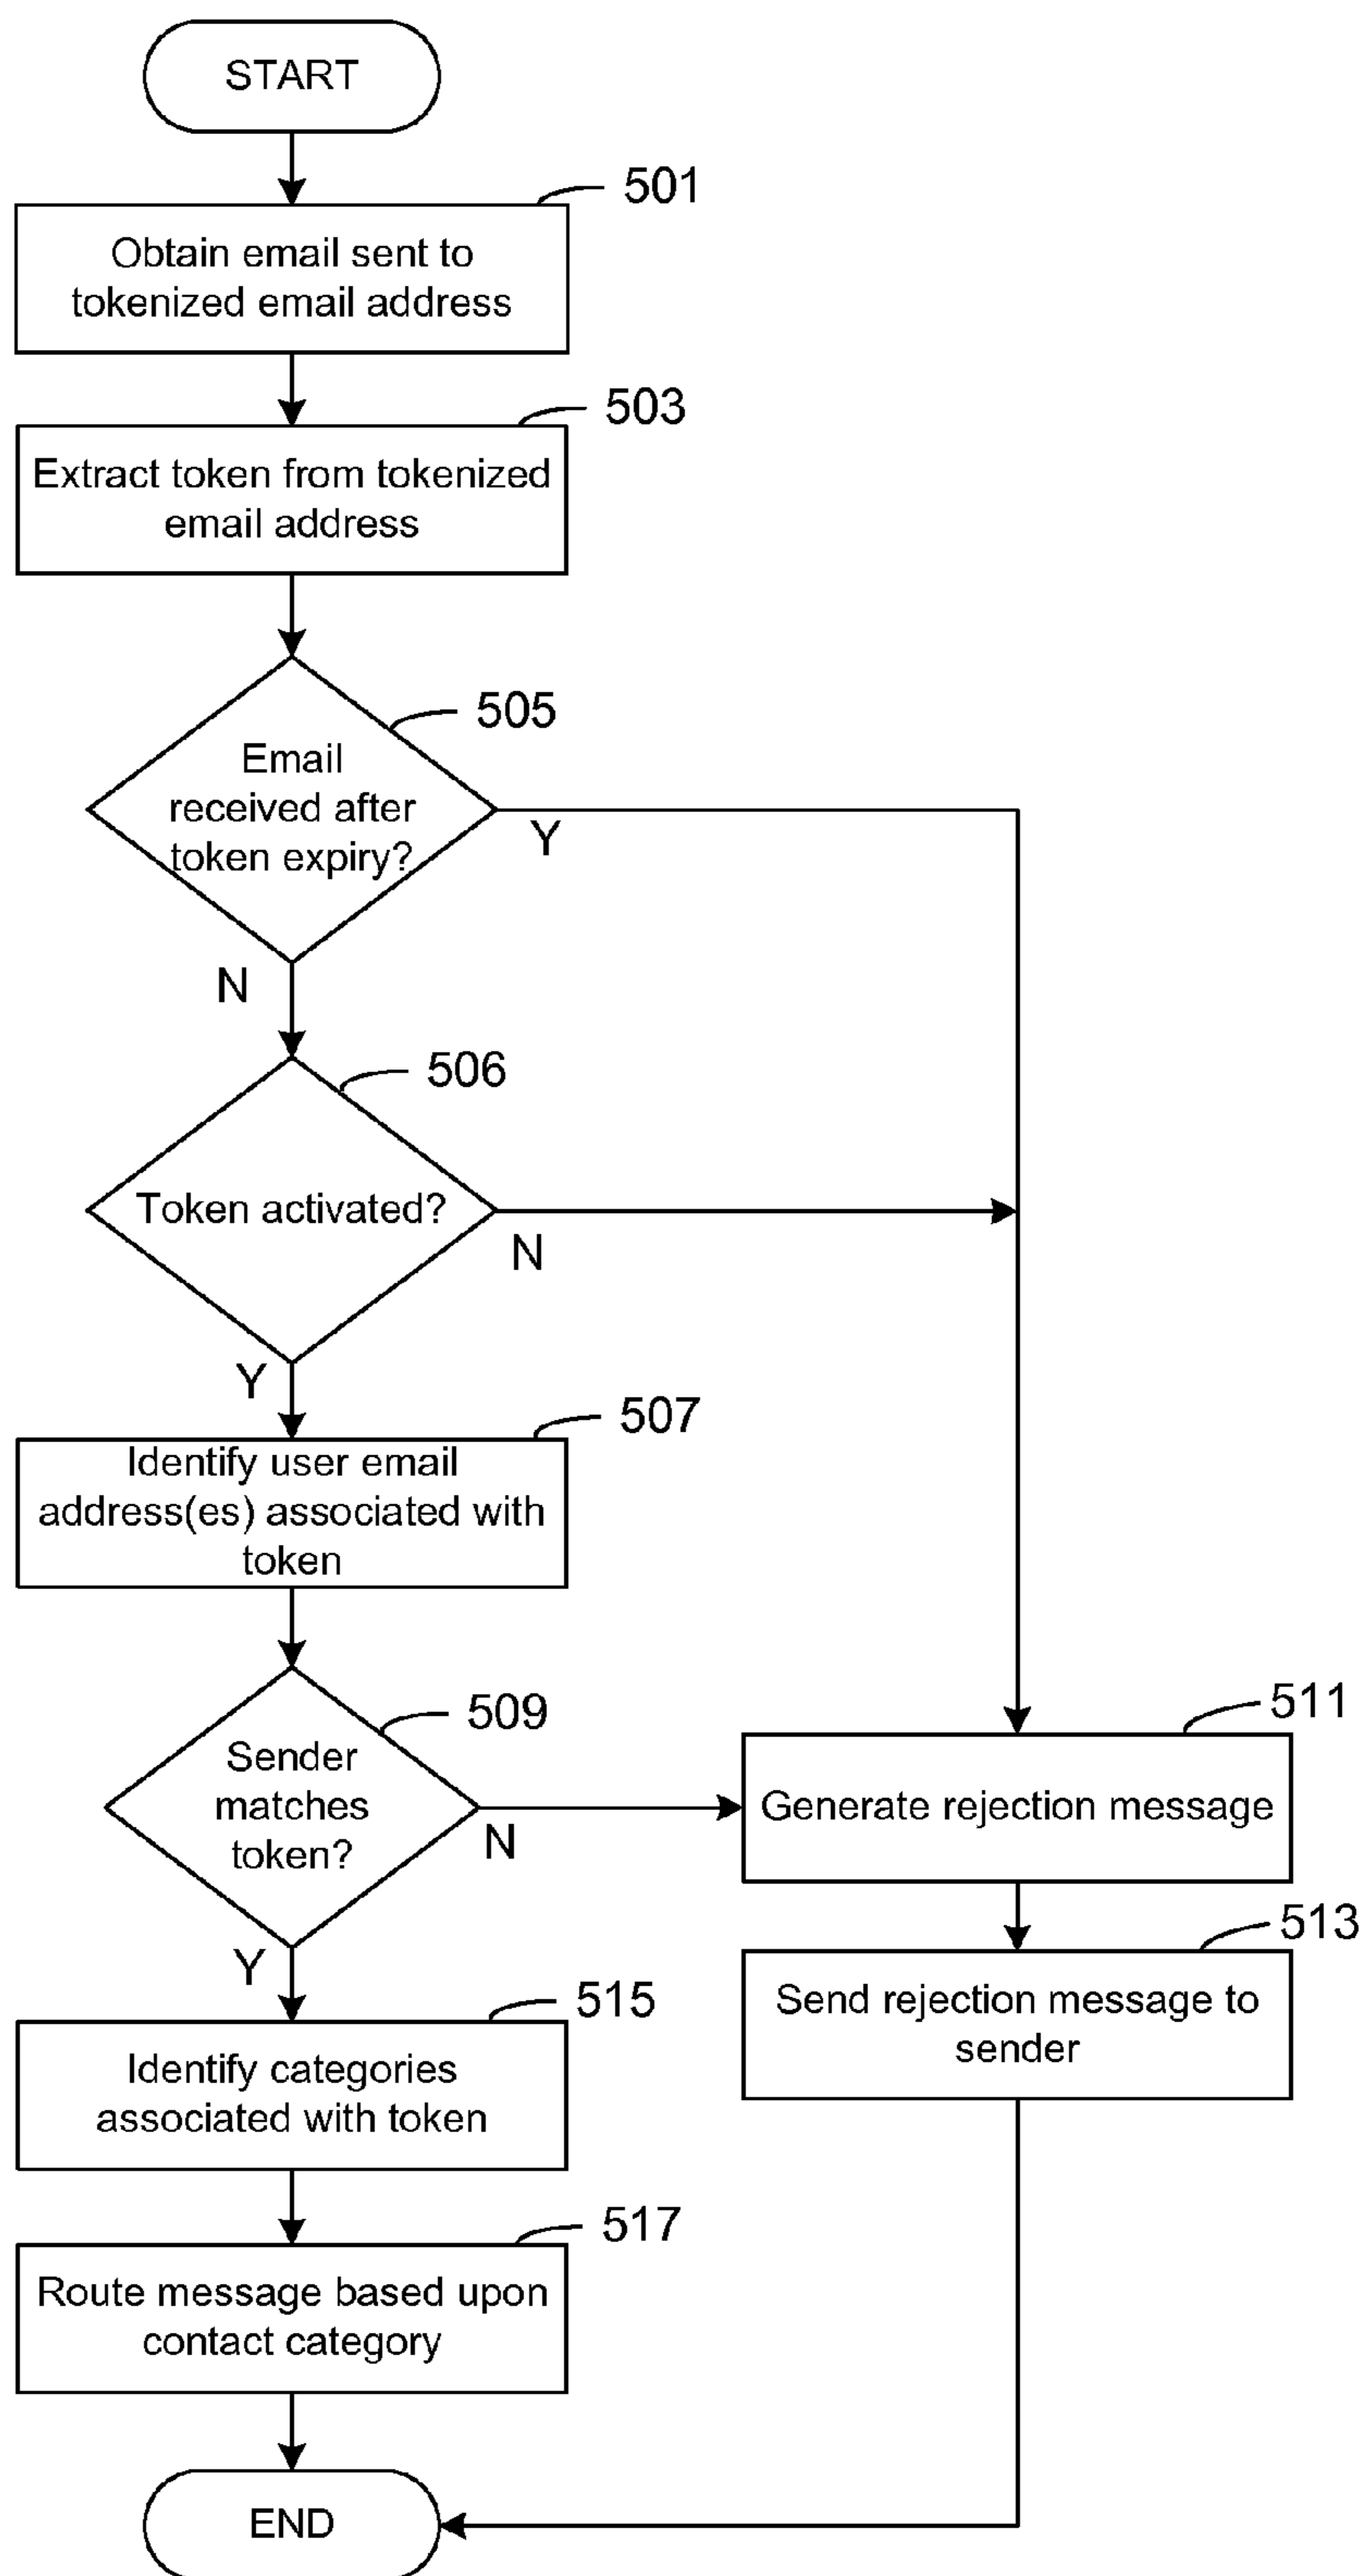 START
501
Obtain email sent to
tokenized email address
503
Extract token from tokenized
email address
505
Email
received after
token expiry?
Y
N
506
Token activated?
N
Y
507
Identify user email
address(es) associated with
token
509
Sender
matches
token?
N
Y
511
Generate rejection message
513
Send rejection message to
sender
515
Identify categories
associated with token
517
Route message based upon
contact category
END